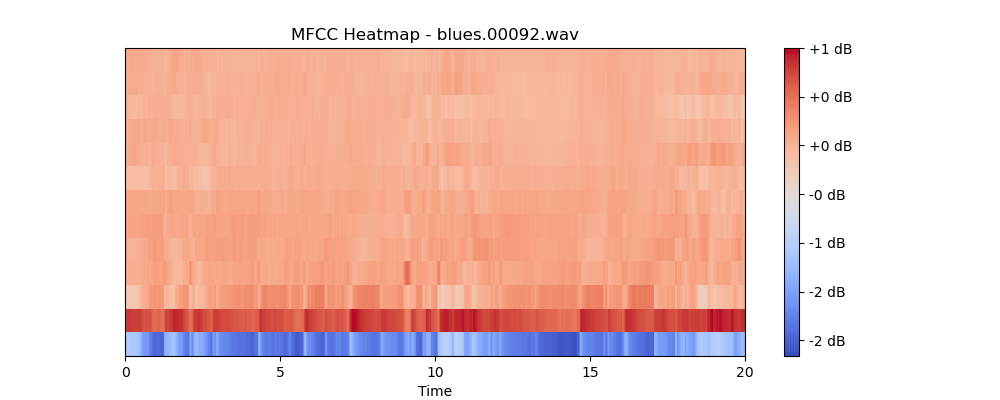 MFCC Heatmap - blues.00092.wav
+1 dB
+0 dB
+0 dB
-0 dB
-1 dB
-2 dB
-2 dB
0 5 10 15 20
Time